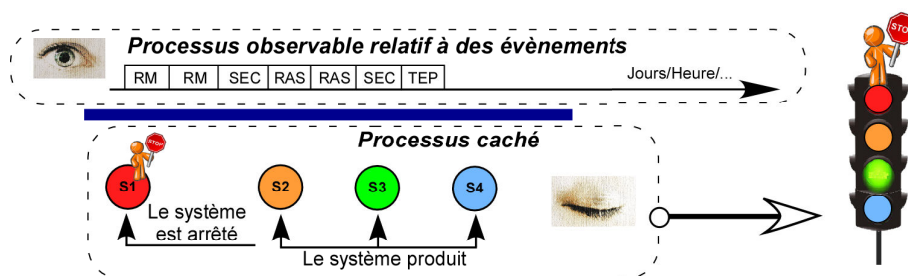 Processus observable relatif à des évènements
RM RM SEC RAS RAS SEC TEP
Jours/Heure/...
STOP
Processus caché
STOP
S1 S2 S3 S4
Le système
est arrêté
Le système produit